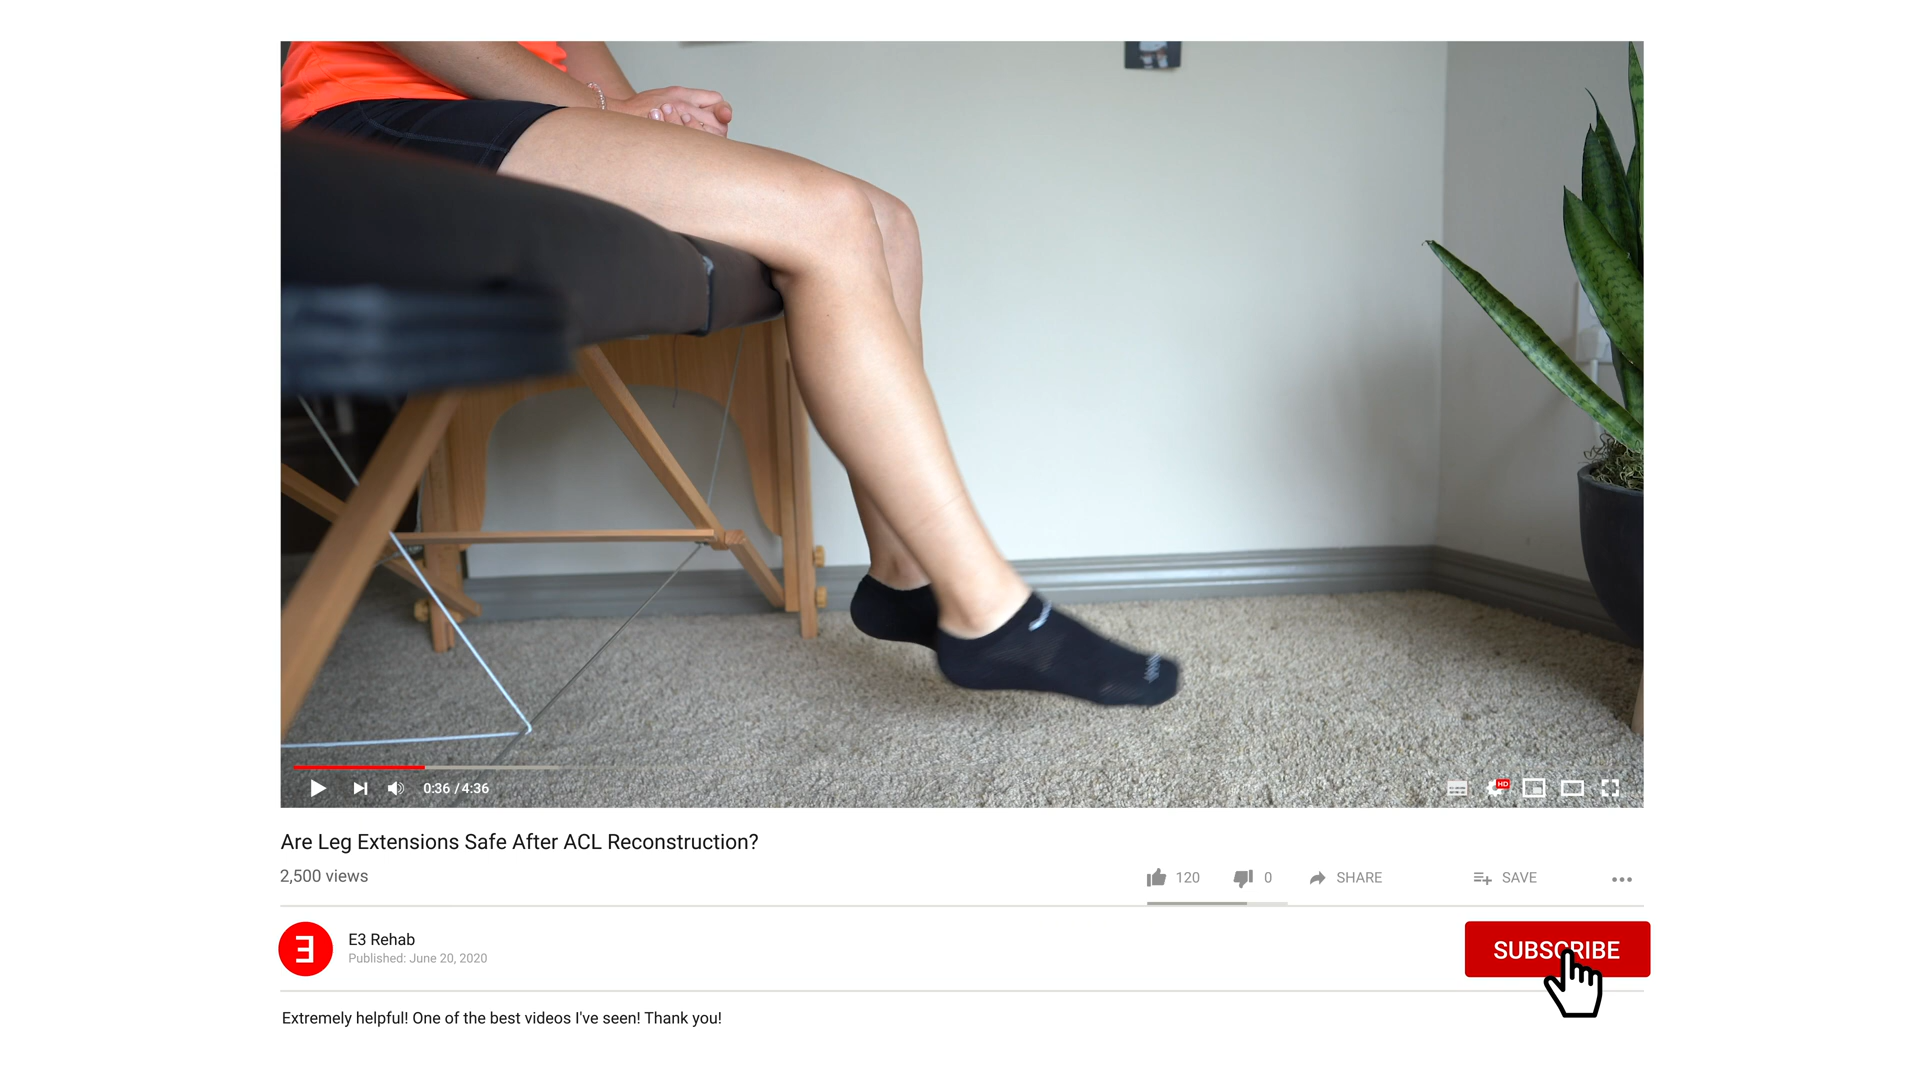 0:36 / 4:36
HD
Are Leg Extensions Safe After ACL Reconstruction?
2,500 views
120
0
SHARE
SAVE
E3 Rehab
Published: June 20, 2020
SUBSCRIBE
Extremely helpful! One of the best videos I've seen! Thank you!